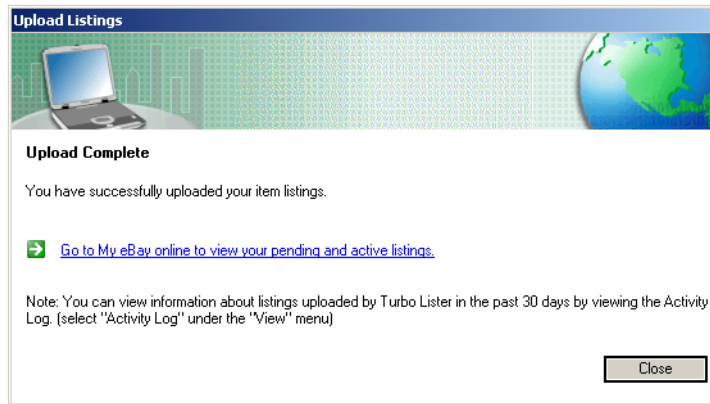 Upload Listings
Upload Complete
You have successfully uploaded your item listings.
Go to My eBay online to view your pending and active listings.
Note: You can view information about listings uploaded by Turbo Lister in the past 30 days by viewing the Activity
Log. (select "Activity Log" under the "View" menu)
Close